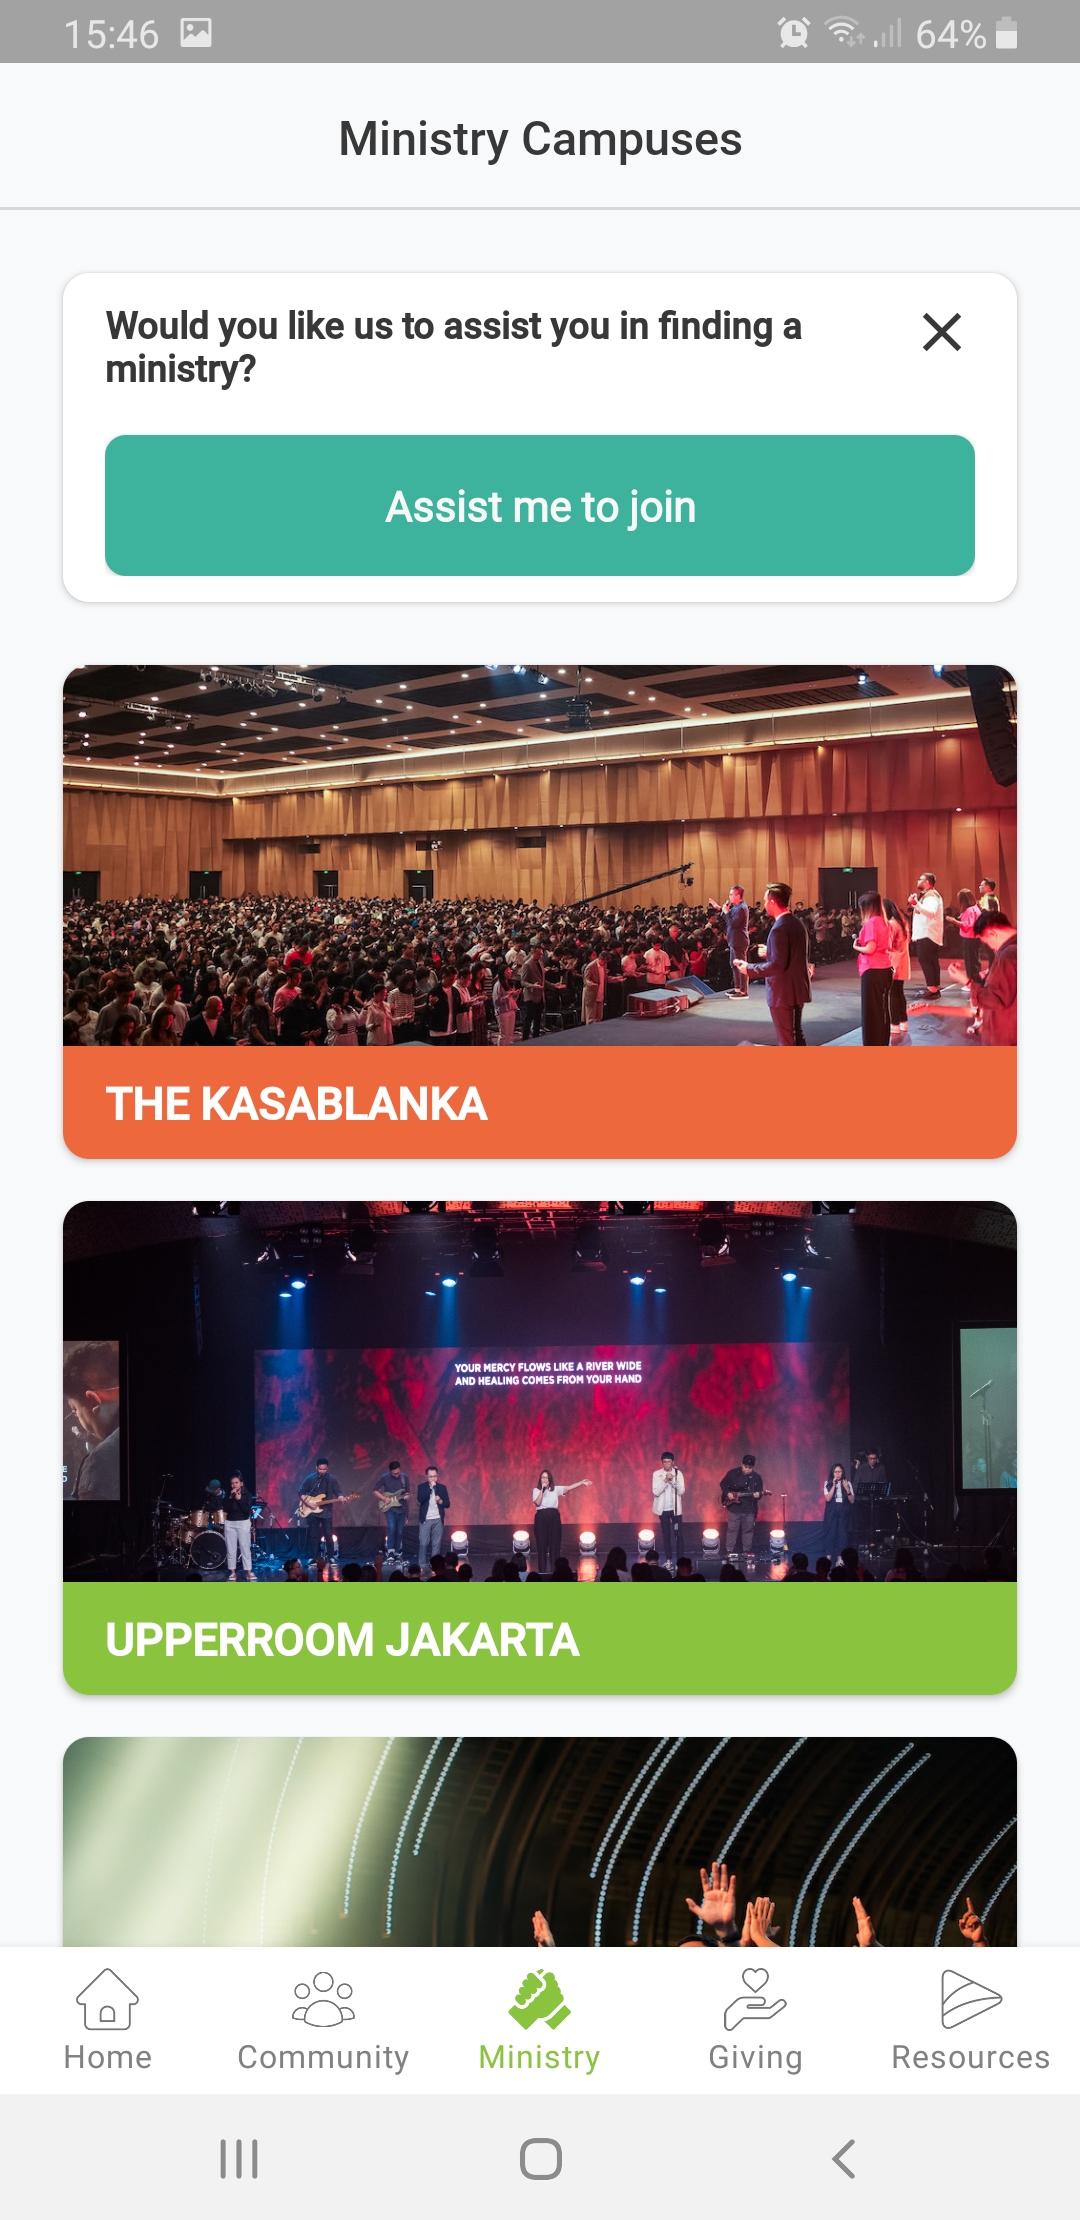 15:46
64%
Ministry Campuses
Would you like us to assist you in finding a
ministry?
Assist me to join
THE KASABLANKA
YOUR MERCY FLOWS LIKE A RIVER WIDE
AND HEALING COMES FROM YOUR HAND
UPPERROOM JAKARTA
Home
Community
Ministry
Giving
Resources